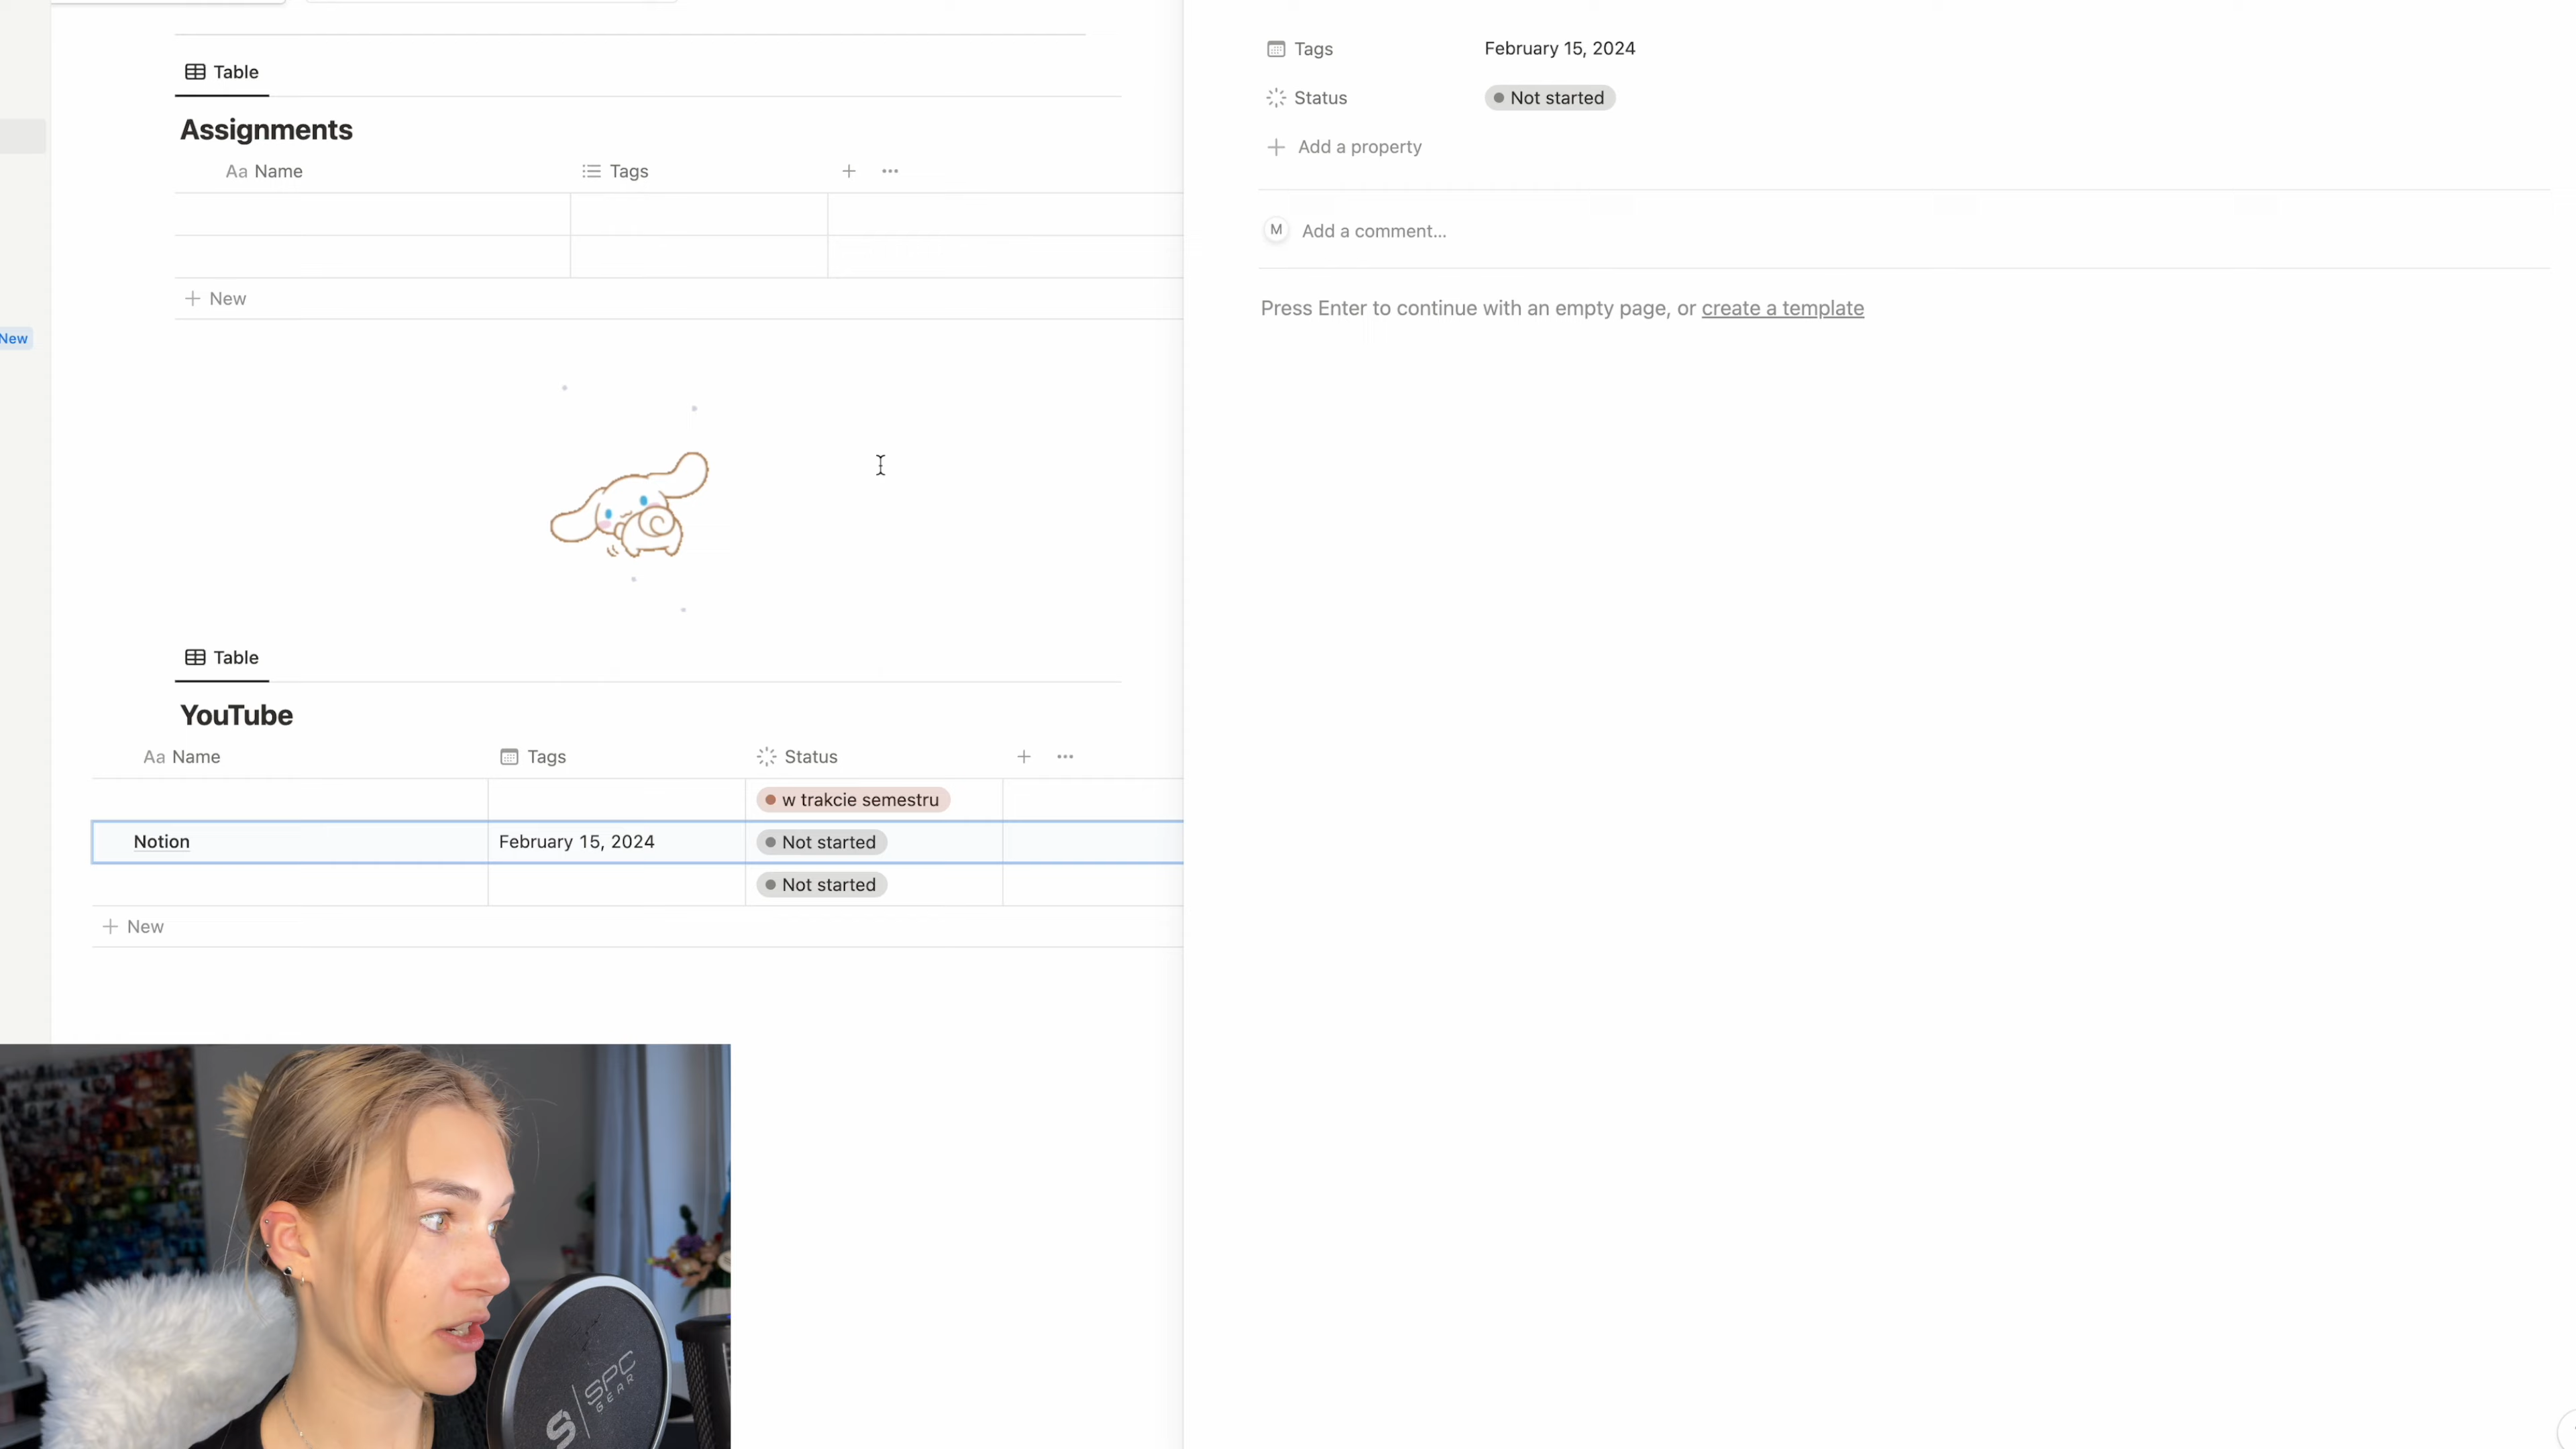 Table
Assignments
Aa Name Tags
New
New
Table
YouTube
Aa Name Tags Status
w trakcie semestru
Notion February 15, 2024 Not started
Not started
New
Tags February 15, 2024
Status Not started
Add a property
M Add a comment...
Press Enter to continue with an empty page, or create a template
SPC
GEAR